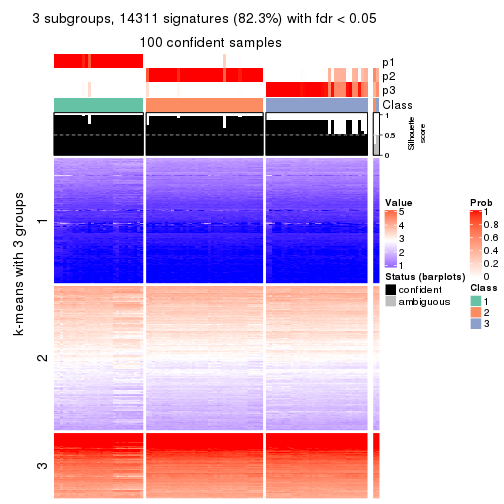 3 subgroups, 14311 signatures (82.3%) with fdr < 0.05
100 confident samples
p1
p2
p3
Class
1
0.5
0
Silhouette
score
k-means with 3 groups
1
2
3
Value
5
4
3
2
1
Status (barplots)
confident
ambiguous
Prob
1
0.8
0.6
0.4
0.2
0
Class
1
2
3